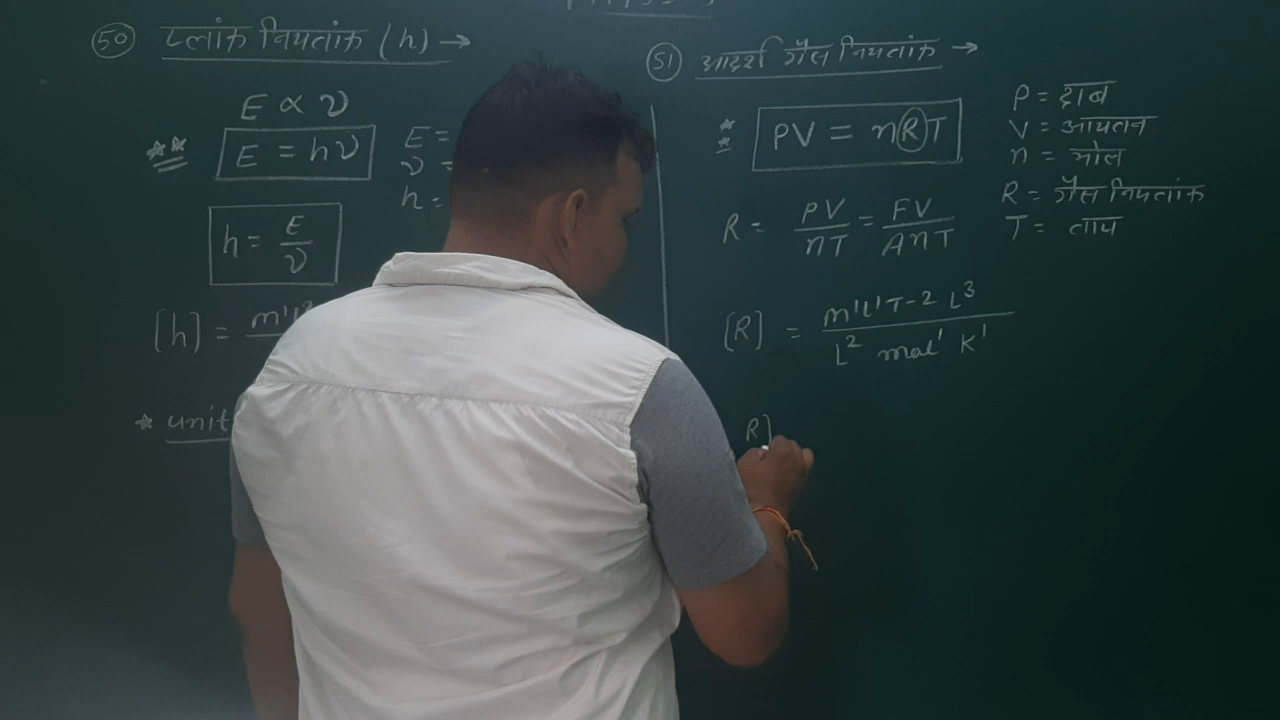 50 प्लांक नियतांक (h) →
E ∝ ν
** E = hν
E =
ν =
h =
h = E/ν
[h] =
* unit
51 आदर्श गैस नियतांक →
** PV = nRT
P = दाब
V = आयतन
n = मोल
R = गैस नियतांक
T = ताप
R = PV/nT = FV/AnT
[R] = m¹L¹T-2 L³ / L² mol¹ K¹
R]